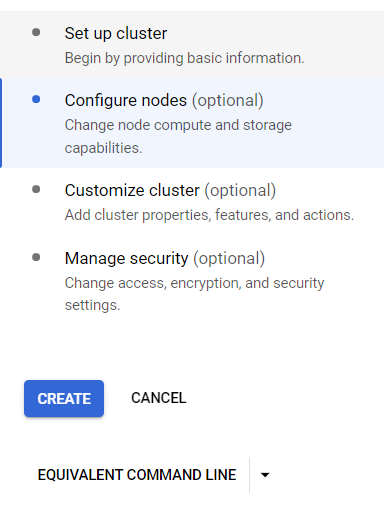 Set up cluster
Begin by providing basic information.
Configure nodes (optional)
Change node compute and storage
capabilities.
Customize cluster (optional)
Add cluster properties, features, and actions.
Manage security (optional)
Change access, encryption, and security
settings.
CREATE CANCEL
EQUIVALENT COMMAND LINE